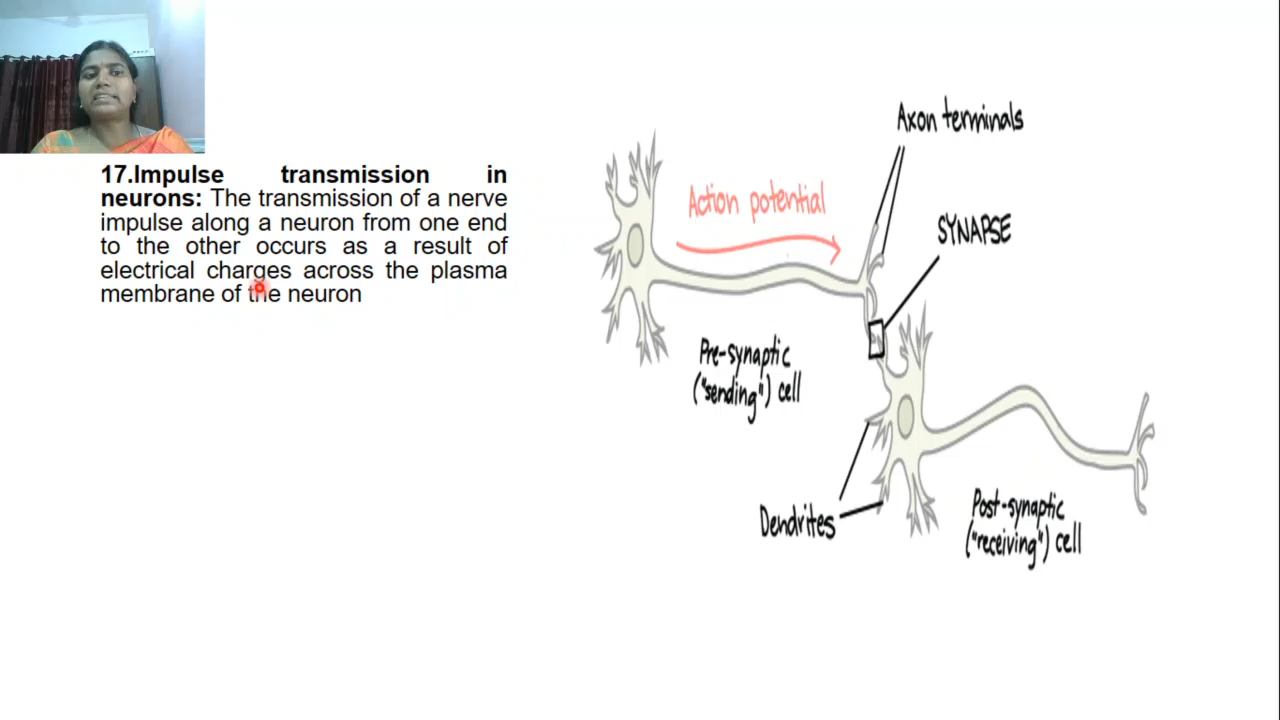 17.Impulse transmission in
neurons: The transmission of a nerve
impulse along a neuron from one end
to the other occurs as a result of
electrical charges across the plasma
membrane of the neuron
Axon terminals
Action potential
SYNAPSE
Pre-synaptic
("sending") cell
Dendrites
Post-synaptic
("receiving") cell